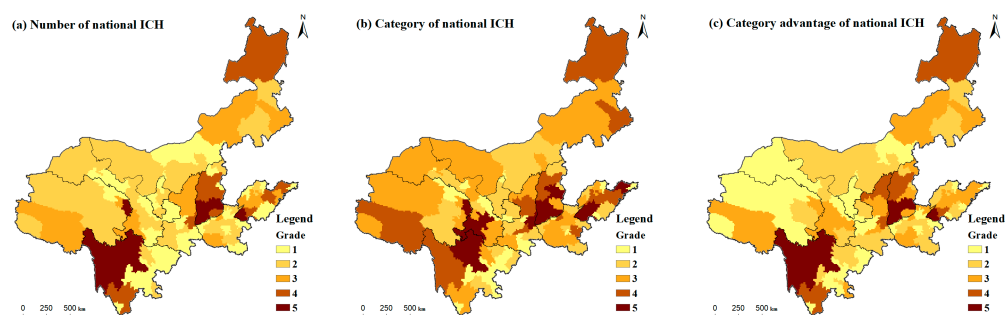 (a) Number of national ICH
N
Legend
Grade
1
2
3
4
5
0 250 500 km
(b) Category of national ICH
N
Legend
Grade
1
2
3
4
5
0 250 500 km
(c) Category advantage of national ICH
N
Legend
Grade
1
2
3
4
5
0 250 500 km